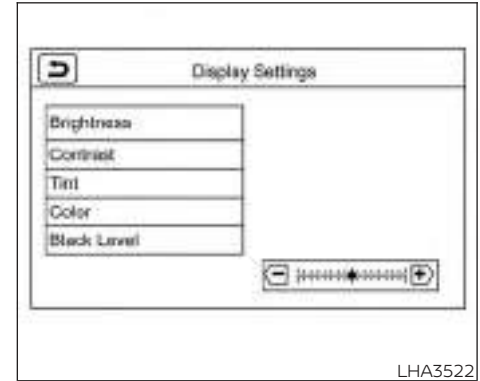 Display Settings
Brightness
Contrast
Tint
Color
Black Level
LHA3522